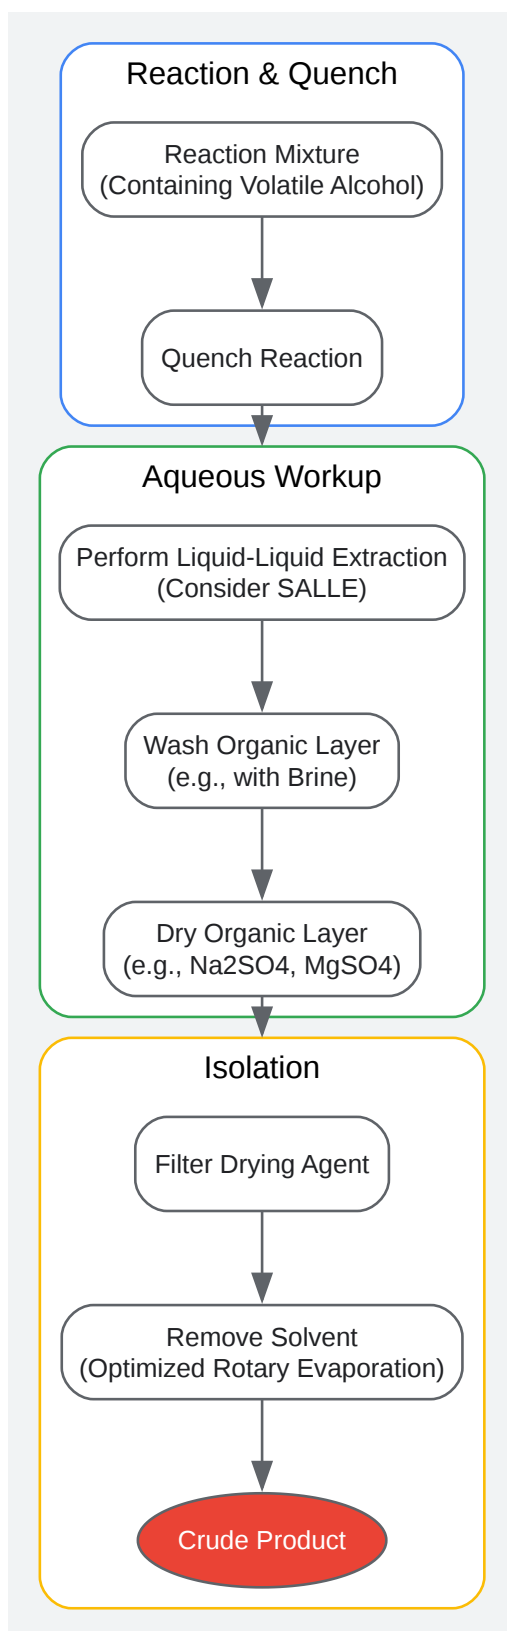 Reaction & Quench
Reaction Mixture
(Containing Volatile Alcohol)
Quench Reaction
Aqueous Workup
Perform Liquid-Liquid Extraction
(Consider SALLE)
Wash Organic Layer
(e.g., with Brine)
Dry Organic Layer
(e.g., Na2SO4, MgSO4)
Isolation
Filter Drying Agent
Remove Solvent
(Optimized Rotary Evaporation)
Crude Product